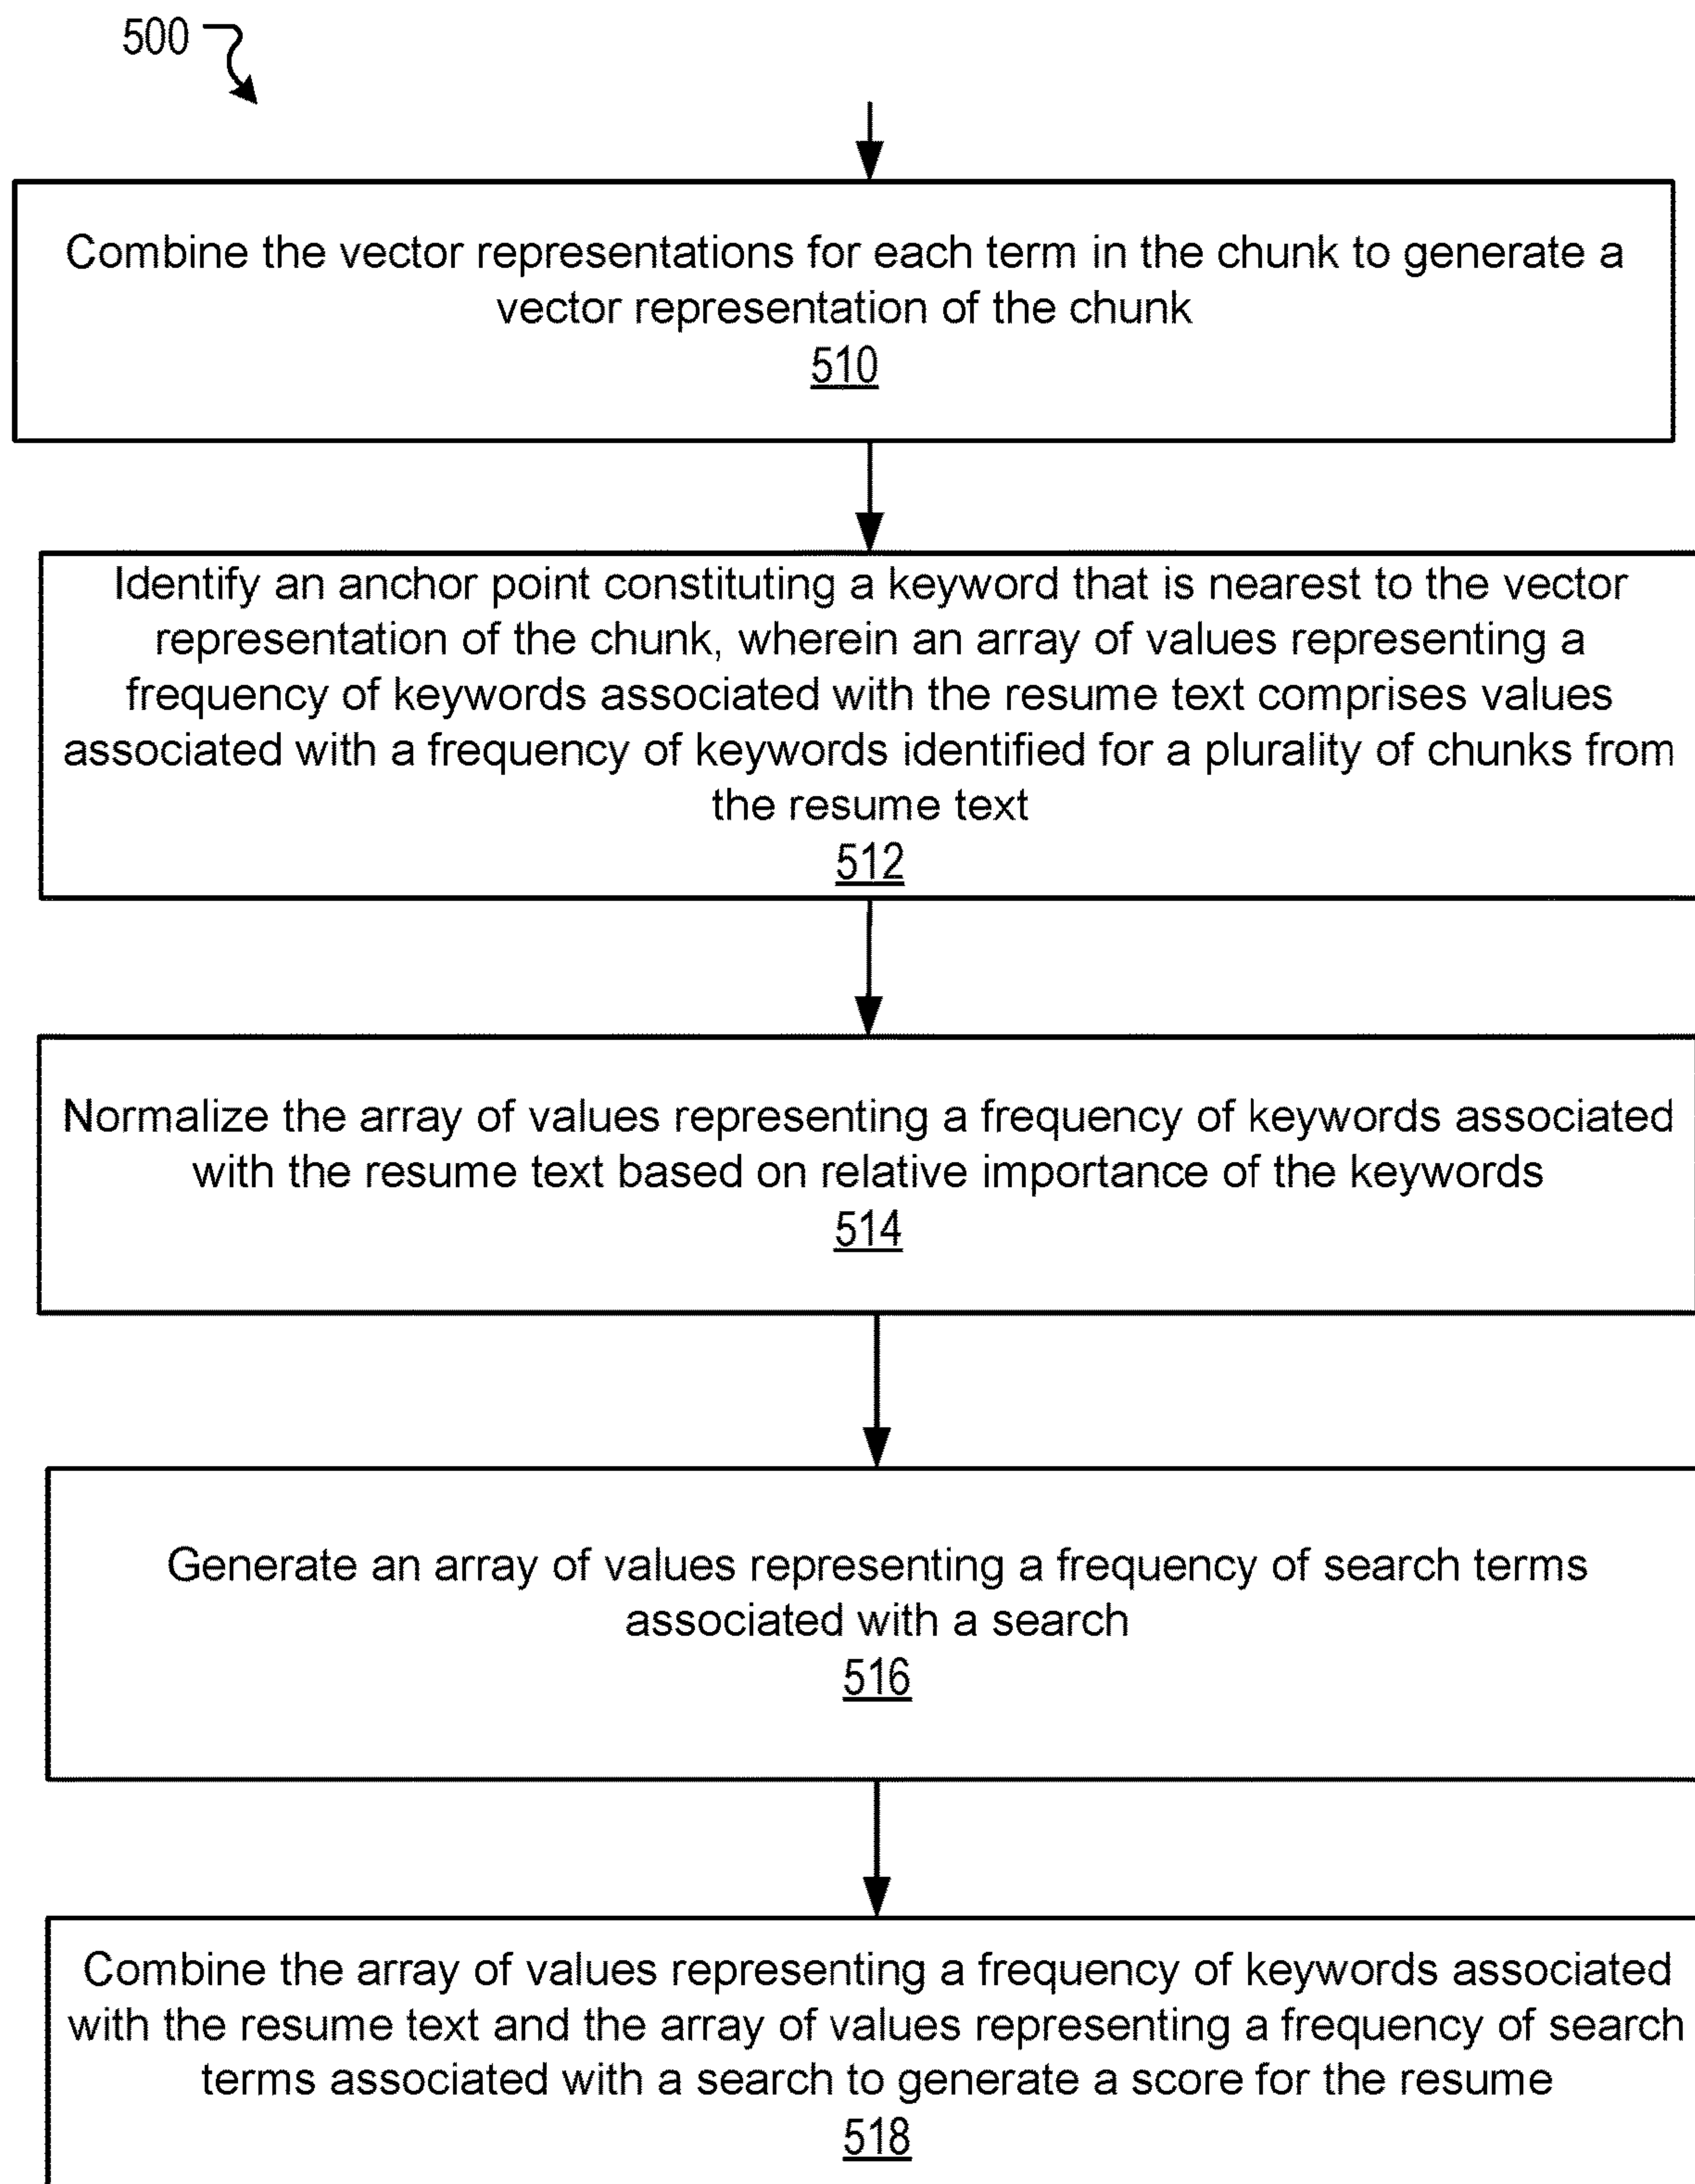 500
Combine the vector representations for each term in the chunk to generate a
vector representation of the chunk
510
Identify an anchor point constituting a keyword that is nearest to the vector
representation of the chunk, wherein an array of values representing a
frequency of keywords associated with the resume text comprises values
associated with a frequency of keywords identified for a plurality of chunks from
the resume text
512
Normalize the array of values representing a frequency of keywords associated
with the resume text based on relative importance of the keywords
514
Generate an array of values representing a frequency of search terms
associated with a search
516
Combine the array of values representing a frequency of keywords associated
with the resume text and the array of values representing a frequency of search
terms associated with a search to generate a score for the resume
518